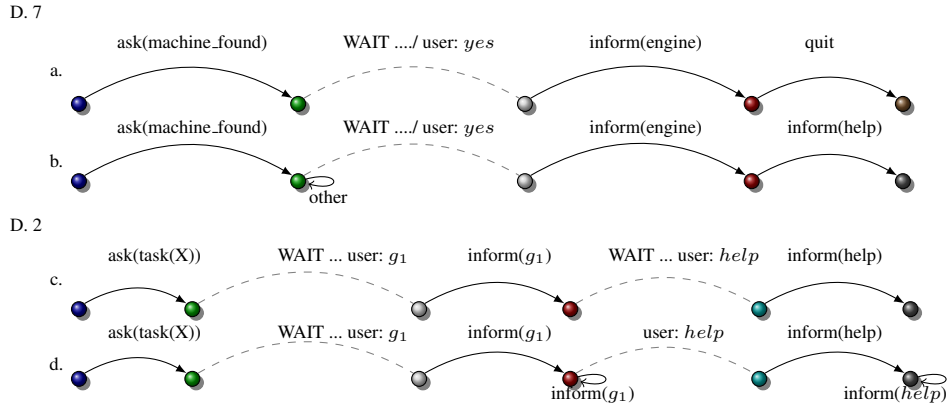 D. 7
ask(machine_found) WAIT ..../ user: yes inform(engine) quit
a.
ask(machine_found) WAIT ..../ user: yes inform(engine) inform(help)
b.
other
D. 2
ask(task(X)) WAIT ... user: g₁ inform(g₁) WAIT ... user: help inform(help)
c.
ask(task(X)) WAIT ... user: g₁ inform(g₁) user: help inform(help)
d.
inform(g₁) inform(help)